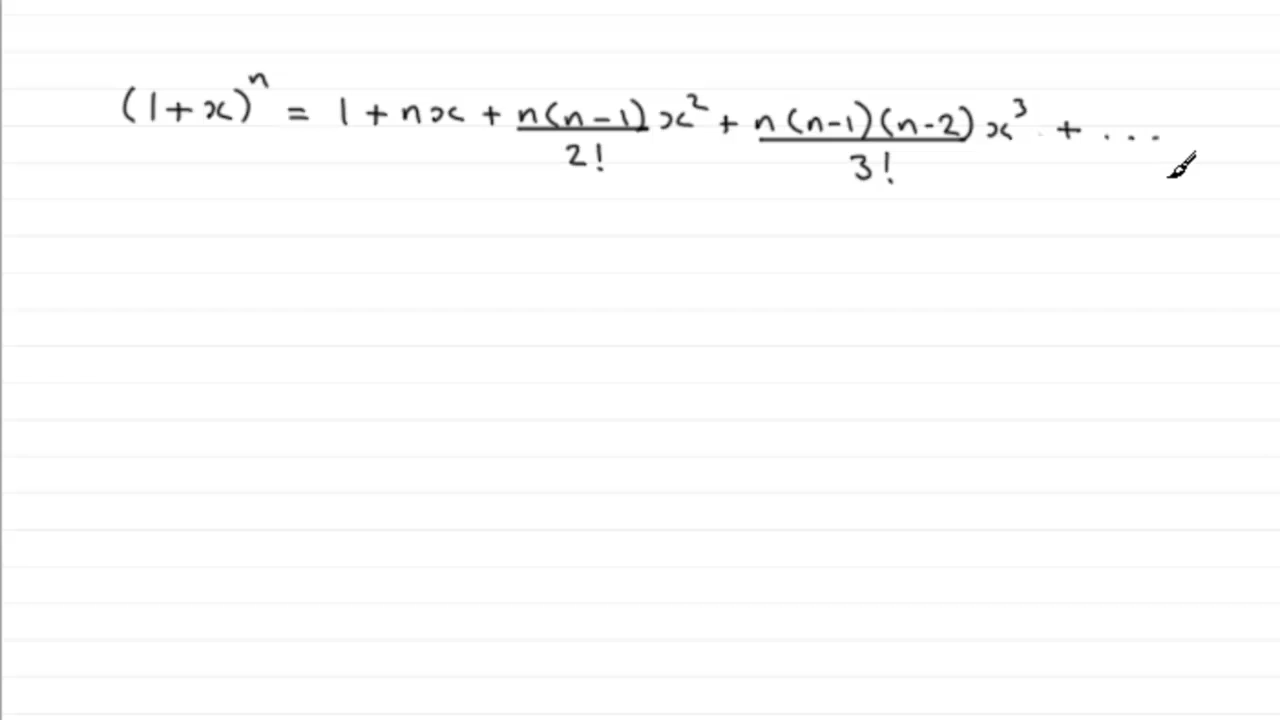 (1+x)^n = 1 + nx + n(n-1)/2! x^2 + n(n-1)(n-2)/3! x^3 + ...